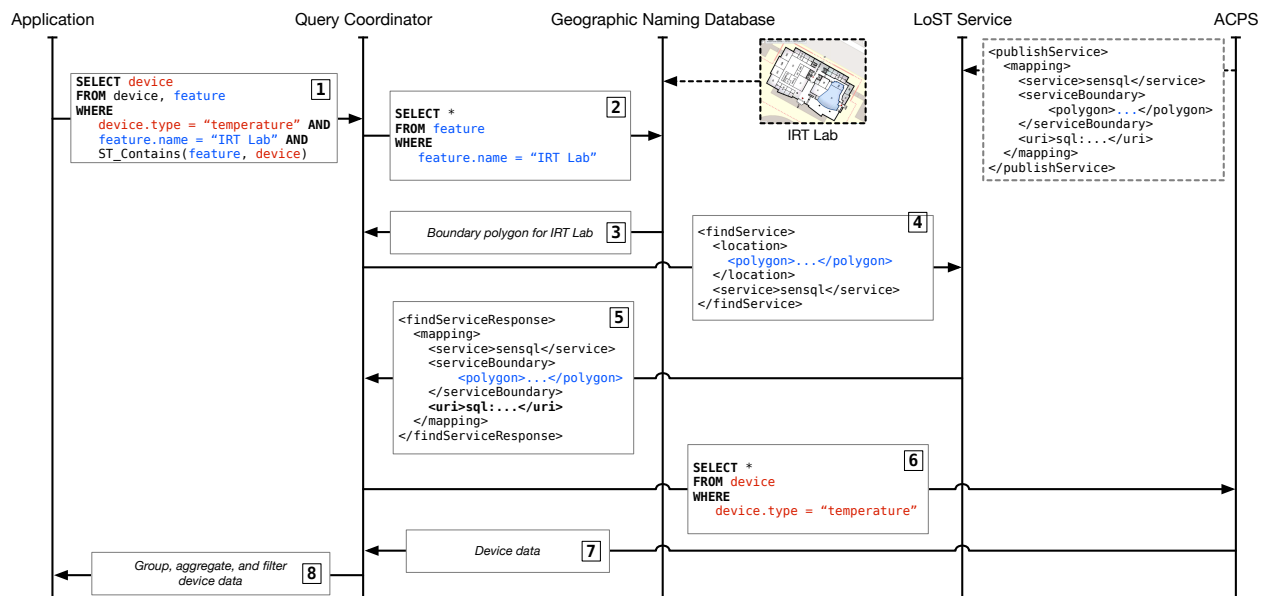 Application
Query Coordinator
Geographic Naming Database
LoST Service
ACPS
SELECT device
FROM device, feature
WHERE
device.type = “temperature” AND
feature.name = “IRT Lab” AND
ST_Contains(feature, device)
1
SELECT *
FROM feature
WHERE
feature.name = “IRT Lab”
2
IRT Lab
<publishService>
<mapping>
<service>sensql</service>
<serviceBoundary>
<polygon>...</polygon>
</serviceBoundary>
<uri>sql:...</uri>
</mapping>
</publishService>
Boundary polygon for IRT Lab
3
4
<findService>
<location>
<polygon>...</polygon>
</location>
<service>sensql</service>
</findService>
5
<findServiceResponse>
<mapping>
<service>sensql</service>
<serviceBoundary>
<polygon>...</polygon>
</serviceBoundary>
<uri>sql:...</uri>
</mapping>
</findServiceResponse>
6
SELECT *
FROM device
WHERE
device.type = “temperature”
Device data
7
Group, aggregate, and filter
device data
8